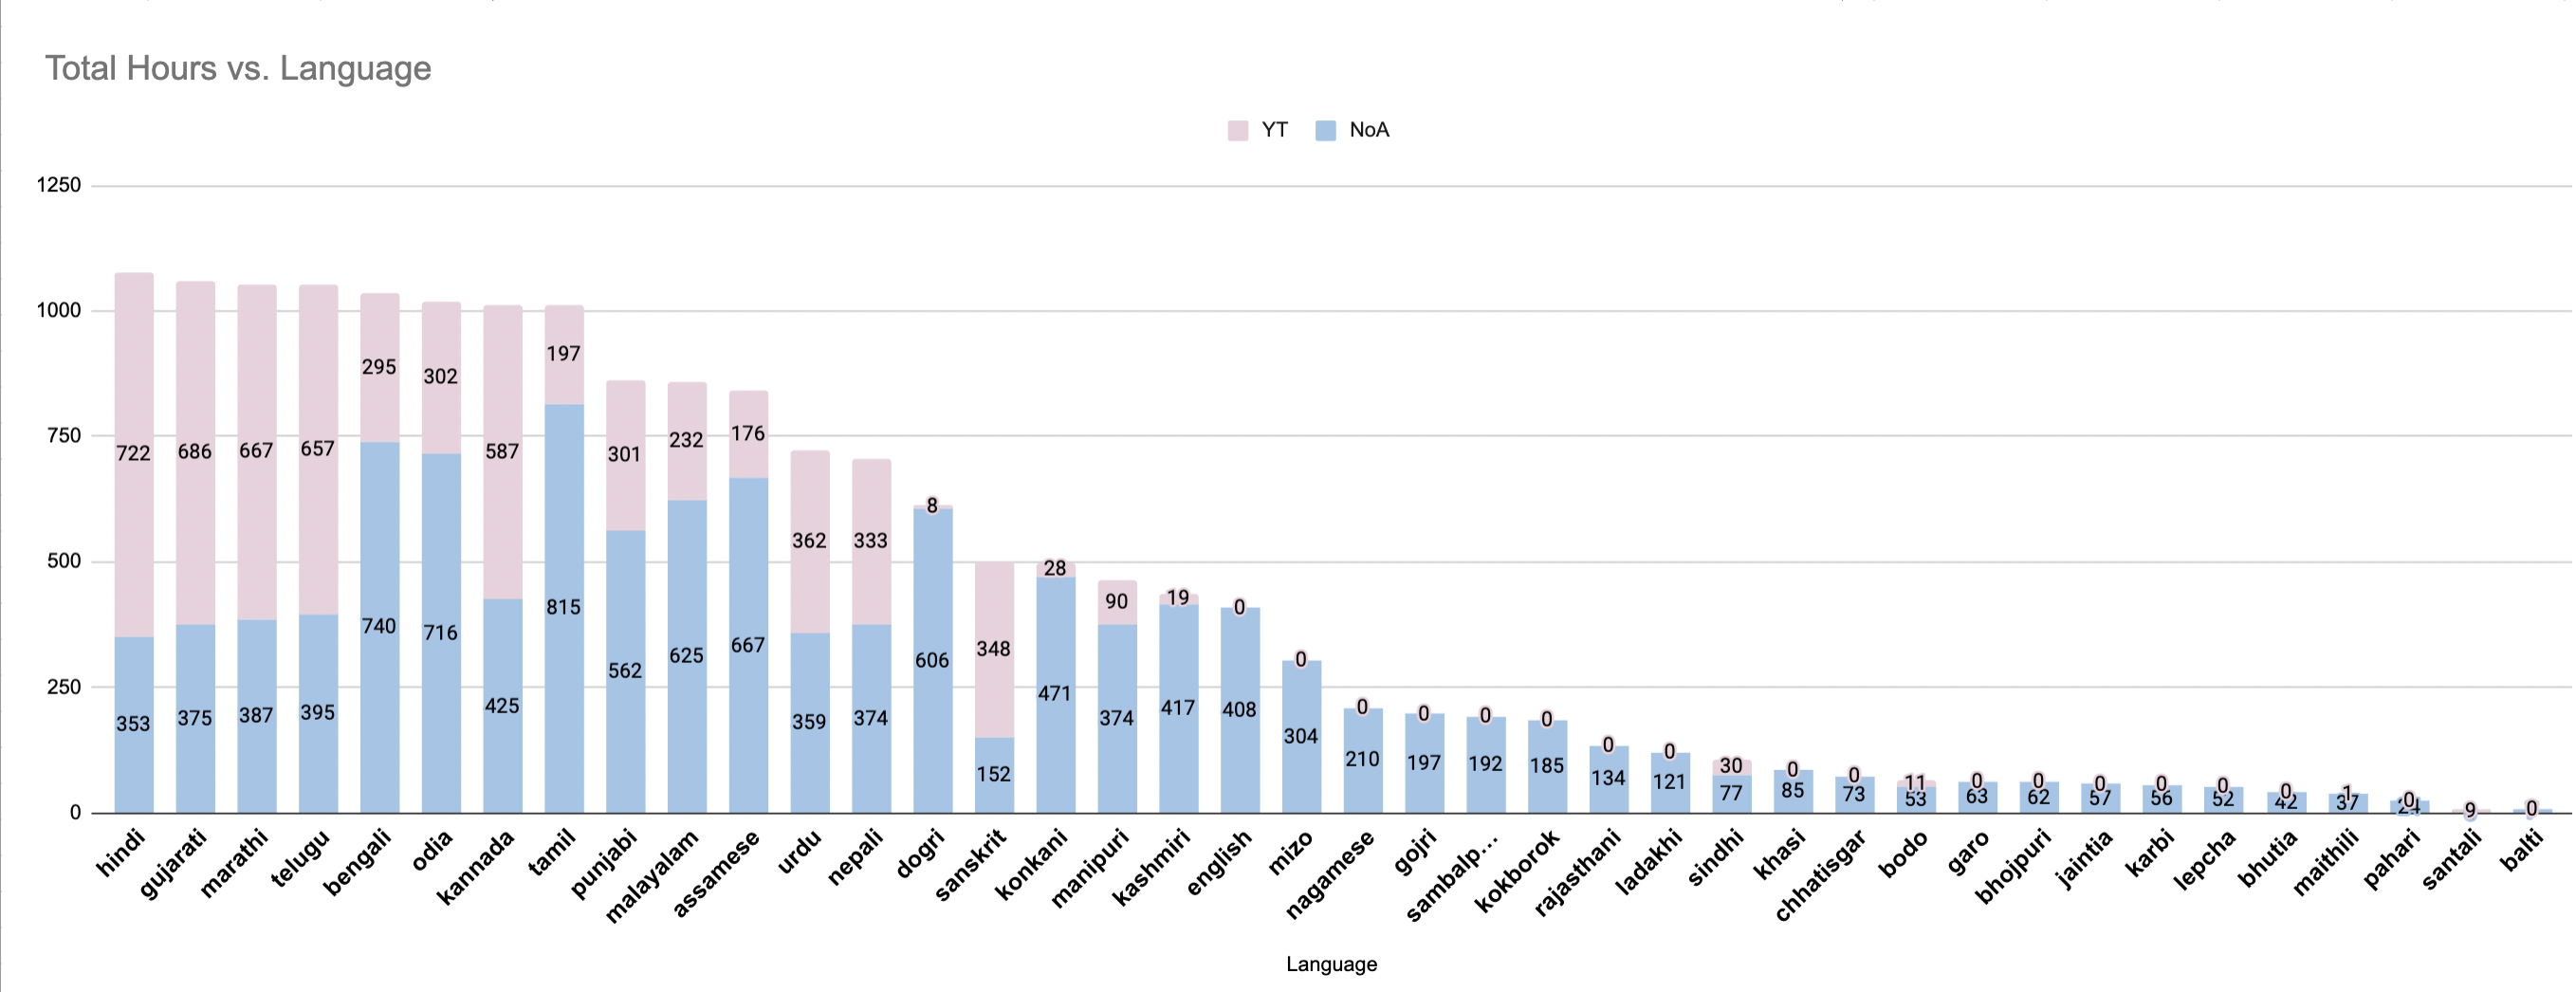 Total Hours vs. Language
YT NoA
1250
1000
750
500
250
0
722 686 667 657 295 302 587 197 301 232 176 362 333 8 348 28 90 19 0 0 0 0 0 0 0 0 30 0 0 11 0 0 0 0 0 0 1 0 9 0
353 375 387 395 740 716 425 815 562 625 667 359 374 606 152 471 374 417 408 304 210 197 192 185 134 121 77 85 73 53 63 62 57 56 52 42 37
hindi gujarati marathi telugu bengali odia kannada tamil punjabi malayalam assamese urdu nepali dogri sanskrit konkani manipuri kashmiri english mizo nagamese gojri sambalp... kokborok rajasthani ladakhi sindhi khasi chhatisgar bodo garo bhojpuri jaintia karbi lepcha bhutia maithili pahari santali balti
Language